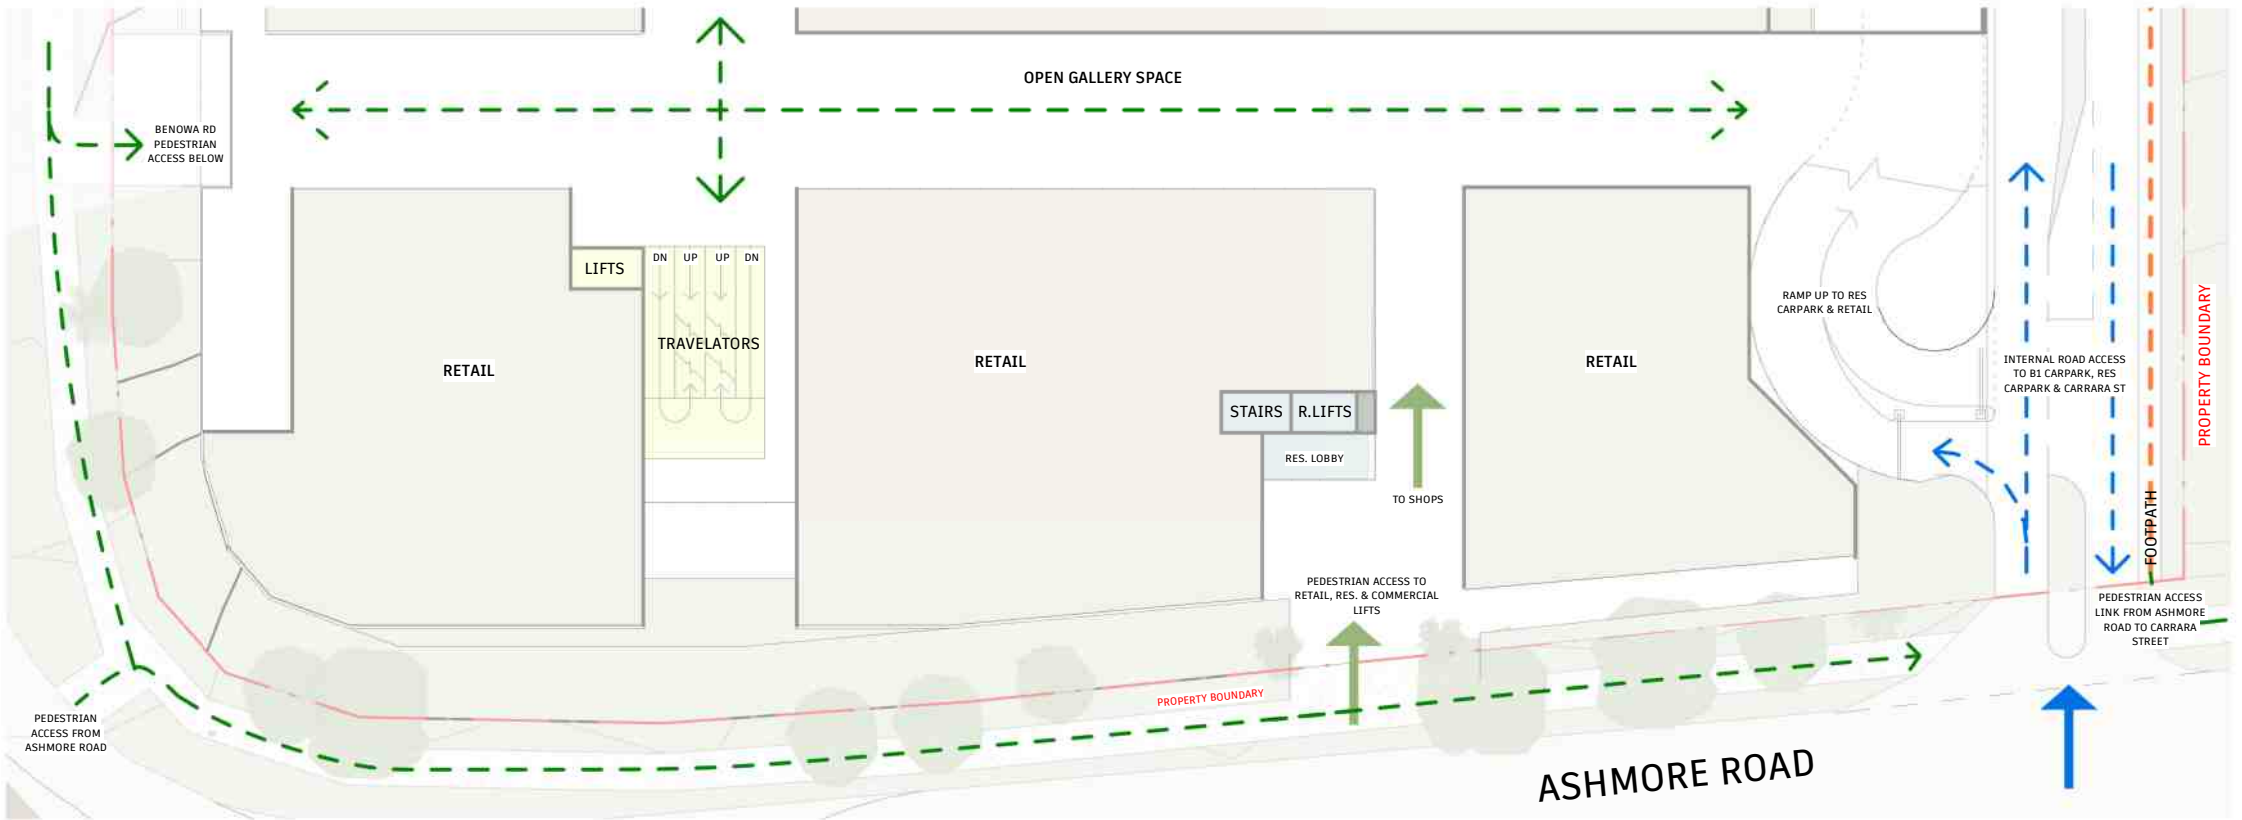 OPEN GALLERY SPACE
BENOWA RD
PEDESTRIAN
ACCESS BELOW
LIFTS
DN
UP
UP
DN
TRAVELATORS
RETAIL
RETAIL
RETAIL
STAIRS
R.LIFTS
RES. LOBBY
TO SHOPS
RAMP UP TO RES
CARPARK & RETAIL
INTERNAL ROAD ACCESS
TO B1 CARPARK, RES
CARPARK & CARRARA ST
PROPERTY BOUNDARY
FOOTPATH
PEDESTRIAN ACCESS TO
RETAIL, RES. & COMMERCIAL
LIFTS
PEDESTRIAN ACCESS
LINK FROM ASHMORE
ROAD TO CARRARA
STREET
PROPERTY BOUNDARY
PEDESTRIAN
ACCESS FROM
ASHMORE ROAD
ASHMORE ROAD